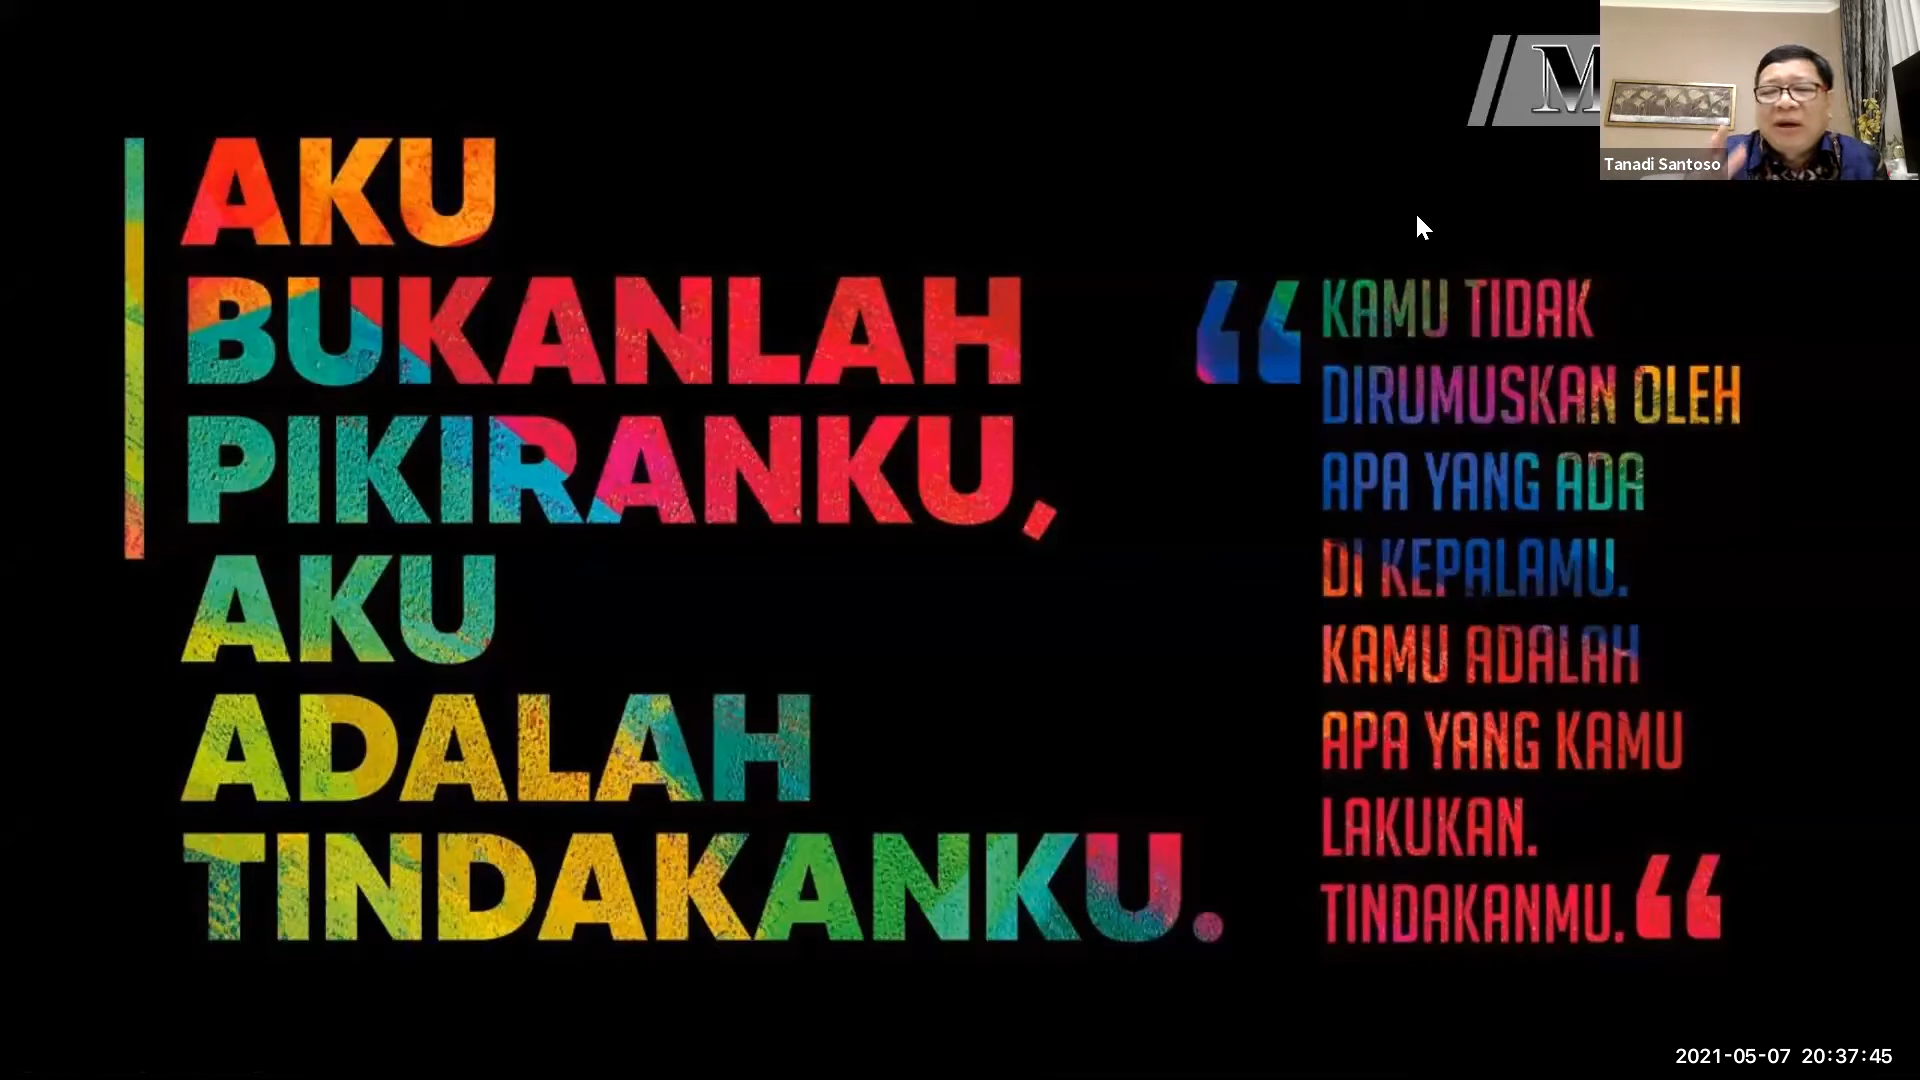 AKU
BUKANLAH
PIKIRANKU,
AKU
ADALAH
TINDAKANKU.
“ KAMU TIDAK
DIRUMUSKAN OLEH
APA YANG ADA
DI KEPALAMU.
KAMU ADALAH
APA YANG KAMU
LAKUKAN.
TINDAKANMU. “
M
Tanadi Santoso
2021-05-07 20:37:45